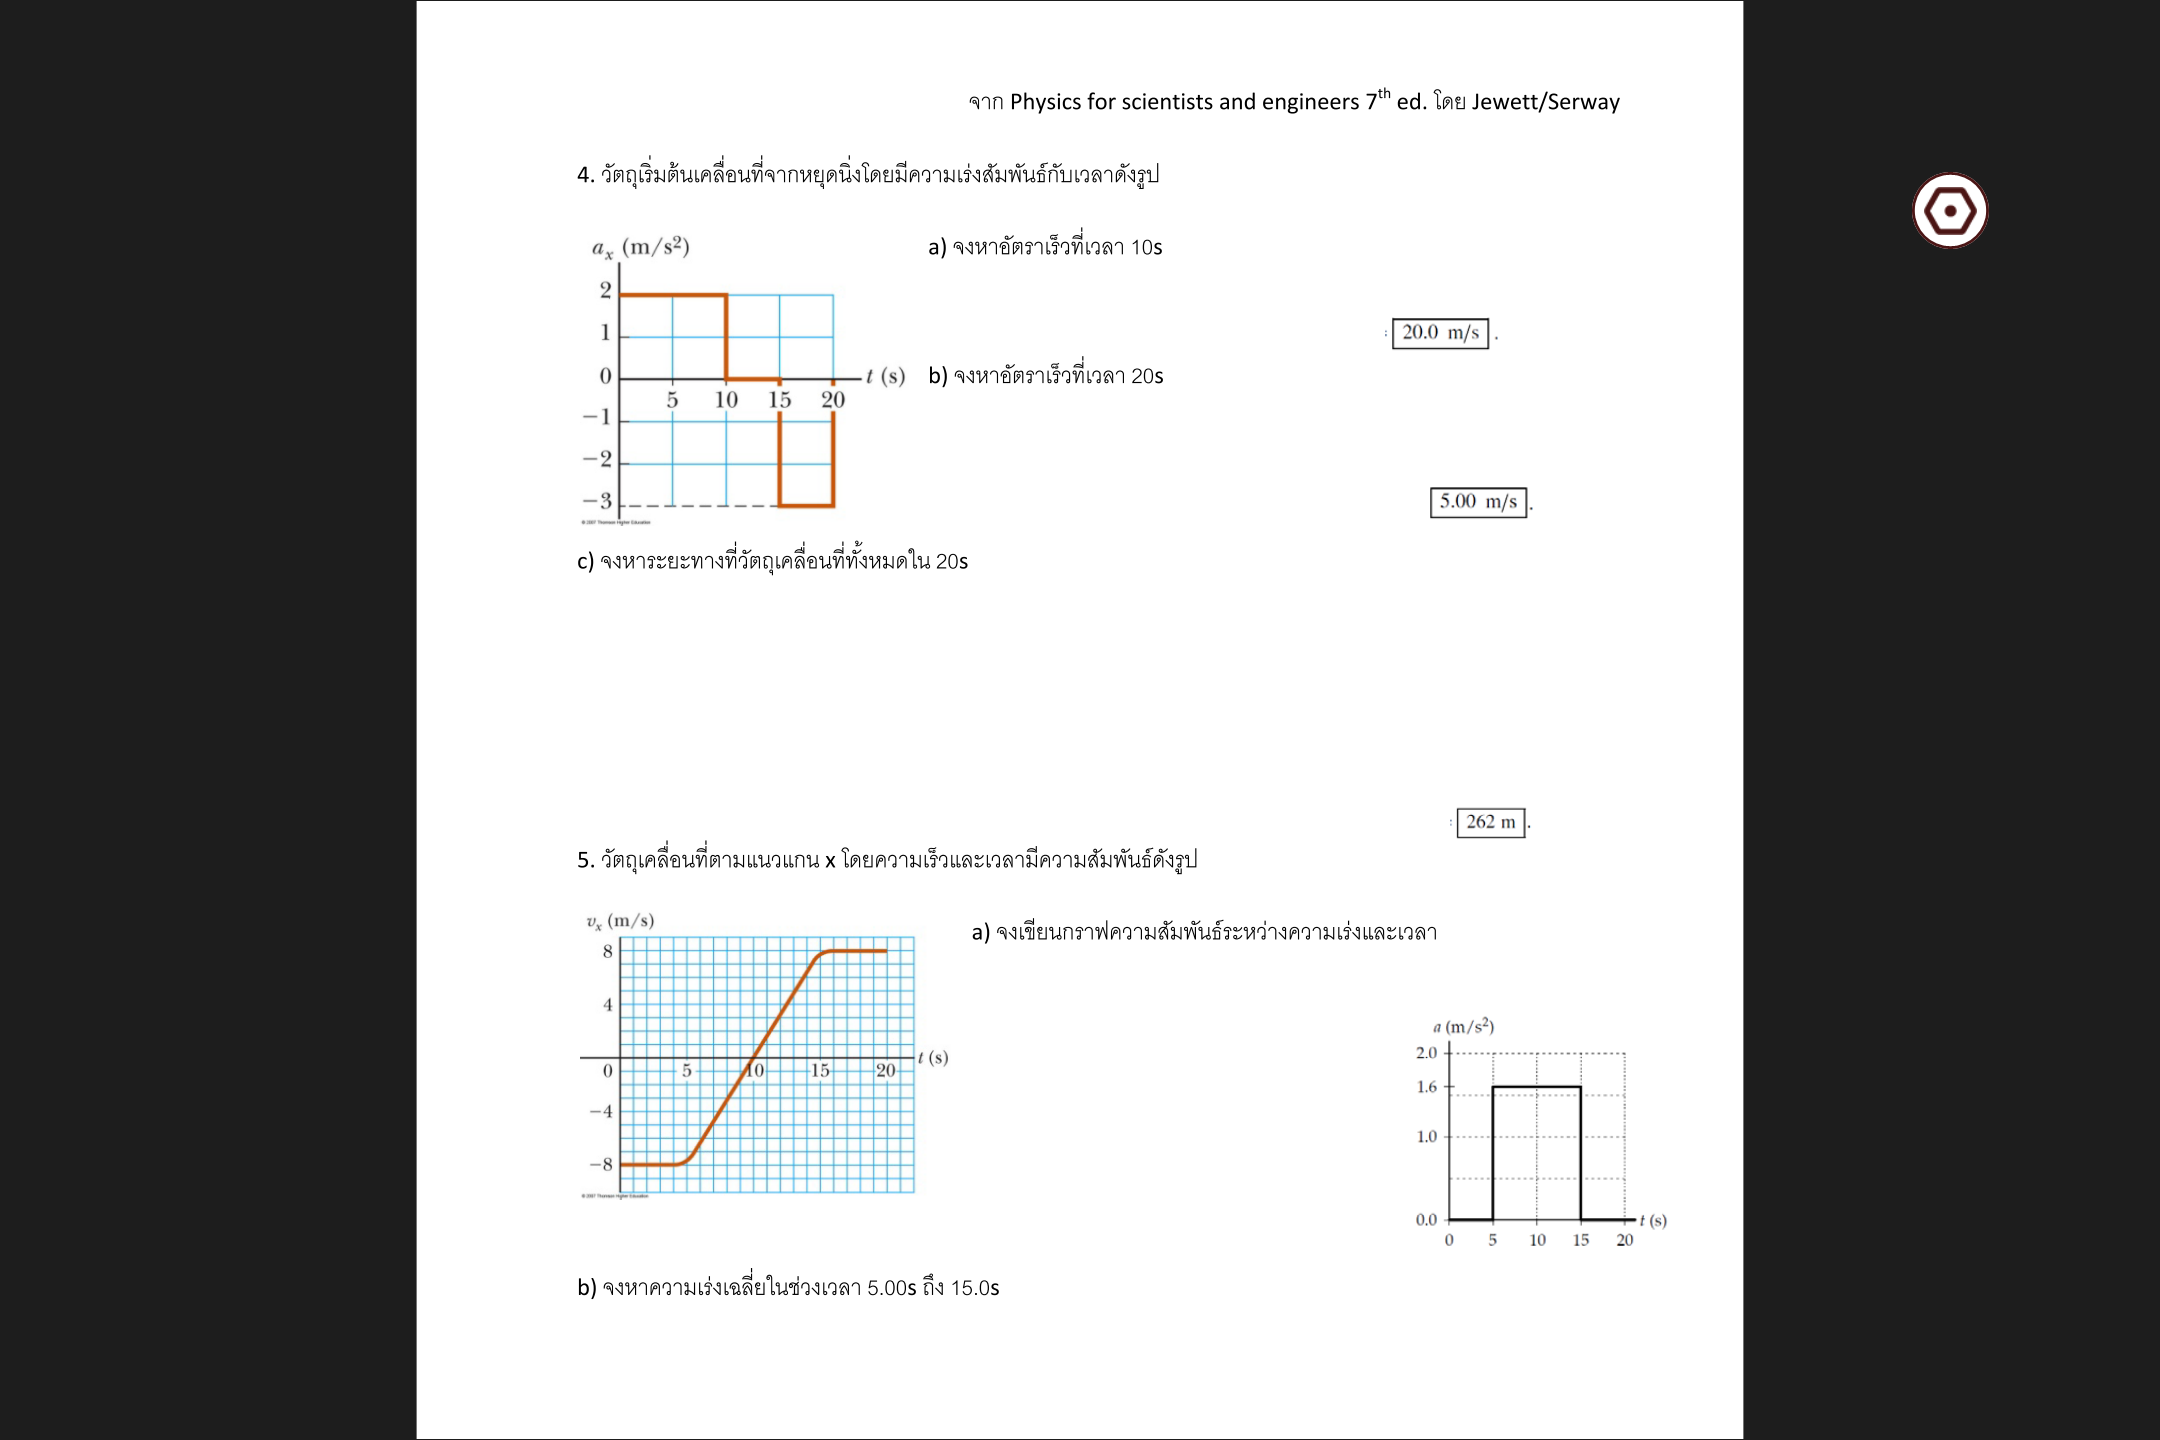 จาก Physics for scientists and engineers 7th ed. โดย Jewett/Serway
4. วัตถุเริ่มต้นเคลื่อนที่จากหยุดนิ่งโดยมีความเร่งสัมพันธ์กับเวลาดังรูป
a) จงหาอัตราเร็วที่เวลา 10s
ax (m/s²)
2
1
0
−1
−2
−3
5 10 15 20
t (s)
© 2007 Thomson Higher Education
: 20.0 m/s .
b) จงหาอัตราเร็วที่เวลา 20s
5.00 m/s .
c) จงหาระยะทางที่วัตถุเคลื่อนที่ทั้งหมดใน 20s
: 262 m .
5. วัตถุเคลื่อนที่ตามแนวแกน x โดยความเร็วและเวลามีความสัมพันธ์ดังรูป
vx (m/s)
8
4
0 5 10 15 20
t (s)
−4
−8
© 2007 Thomson Higher Education
a) จงเขียนกราฟความสัมพันธ์ระหว่างความเร่งและเวลา
a (m/s²)
2.0
1.6
1.0
0.0
t (s)
0 5 10 15 20
b) จงหาความเร่งเฉลี่ยในช่วงเวลา 5.00s ถึง 15.0s